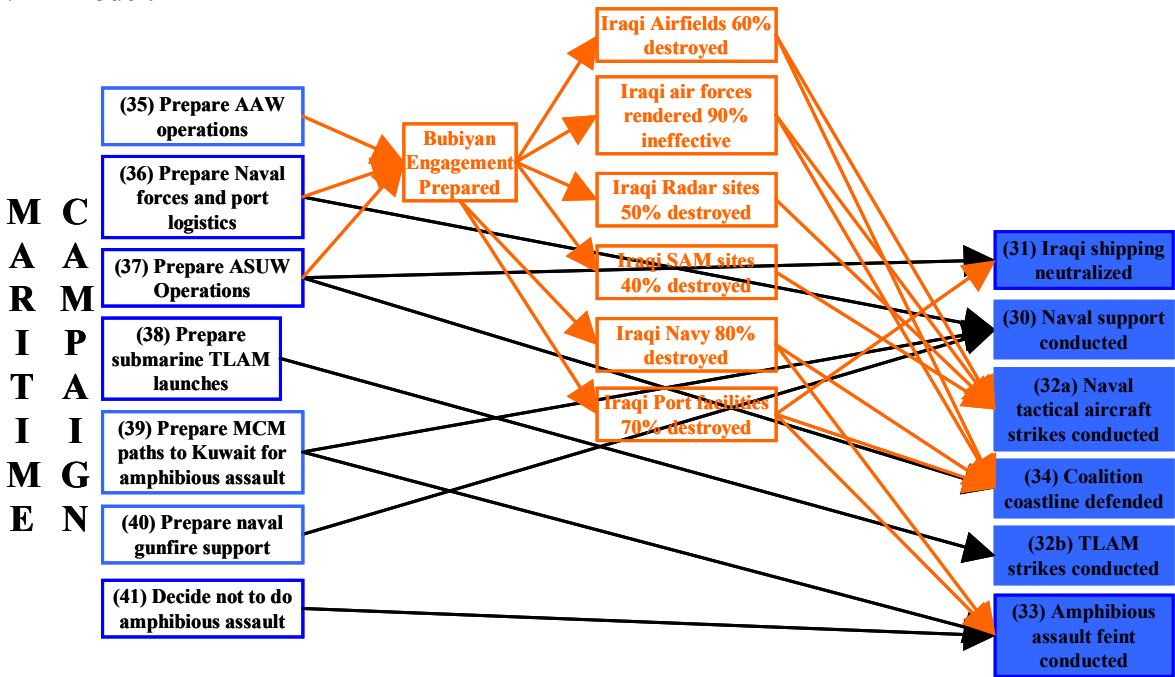 MARITIME
CAMPAIGN
(35) Prepare AAW
operations
(36) Prepare Naval
forces and port
logistics
(37) Prepare ASUW
Operations
(38) Prepare
submarine TLAM
launches
(39) Prepare MCM
paths to Kuwait for
amphibious assault
(40) Prepare naval
gunfire support
(41) Decide not to do
amphibious assault
Bubiyan
Engagement
Prepared
Iraqi Airfields 60%
destroyed
Iraqi air forces
rendered 90%
ineffective
Iraqi Radar sites
50% destroyed
Iraqi SAM sites
40% destroyed
Iraqi Navy 80%
destroyed
Iraqi Port facilities
70% destroyed
(31) Iraqi shipping
neutralized
(30) Naval support
conducted
(32a) Naval
tactical aircraft
strikes conducted
(34) Coalition
coastline defended
(32b) TLAM
strikes conducted
(33) Amphibious
assault feint
conducted